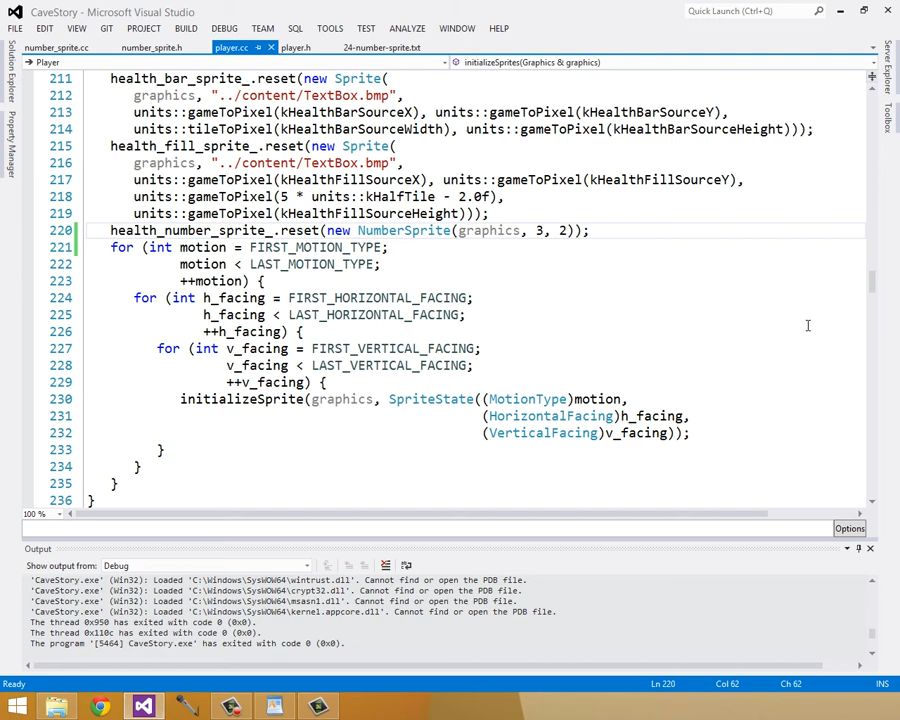 CaveStory - Microsoft Visual Studio
Quick Launch (Ctrl+Q)
FILE EDIT VIEW GIT PROJECT BUILD DEBUG TEAM SQL TOOLS TEST ANALYZE WINDOW HELP
number_sprite.cc number_sprite.h player.cc player.h 24-number-sprite.txt
Player initializeSprites(Graphics & graphics)
Solution Explorer
Property Manager
Server Explorer
Toolbox
211 health_bar_sprite_.reset(new Sprite(
212 graphics, "../content/TextBox.bmp",
213 units::gameToPixel(kHealthBarSourceX), units::gameToPixel(kHealthBarSourceY),
214 units::tileToPixel(kHealthBarSourceWidth), units::gameToPixel(kHealthBarSourceHeight)));
215 health_fill_sprite_.reset(new Sprite(
216 graphics, "../content/TextBox.bmp",
217 units::gameToPixel(kHealthFillSourceX), units::gameToPixel(kHealthFillSourceY),
218 units::gameToPixel(5 * units::kHalfTile - 2.0f),
219 units::gameToPixel(kHealthFillSourceHeight)));
220 health_number_sprite_.reset(new NumberSprite(graphics, 3, 2));
221 for (int motion = FIRST_MOTION_TYPE;
222 motion < LAST_MOTION_TYPE;
223 ++motion) {
224 for (int h_facing = FIRST_HORIZONTAL_FACING;
225 h_facing < LAST_HORIZONTAL_FACING;
226 ++h_facing) {
227 for (int v_facing = FIRST_VERTICAL_FACING;
228 v_facing < LAST_VERTICAL_FACING;
229 ++v_facing) {
230 initializeSprite(graphics, SpriteState((MotionType)motion,
231 (HorizontalFacing)h_facing,
232 (VerticalFacing)v_facing));
233 }
234 }
235 }
236 }
100 %
Options
Output
Show output from: Debug
'CaveStory.exe' (Win32): Loaded 'C:\Windows\SysWOW64\wintrust.dll'. Cannot find or open the PDB file.
'CaveStory.exe' (Win32): Loaded 'C:\Windows\SysWOW64\crypt32.dll'. Cannot find or open the PDB file.
'CaveStory.exe' (Win32): Loaded 'C:\Windows\SysWOW64\msasn1.dll'. Cannot find or open the PDB file.
'CaveStory.exe' (Win32): Loaded 'C:\Windows\SysWOW64\kernel.appcore.dll'. Cannot find or open the PDB file.
The thread 0x950 has exited with code 0 (0x0).
The thread 0x110c has exited with code 0 (0x0).
The program '[5464] CaveStory.exe' has exited with code 0 (0x0).
Ready Ln 220 Col 62 Ch 62 INS